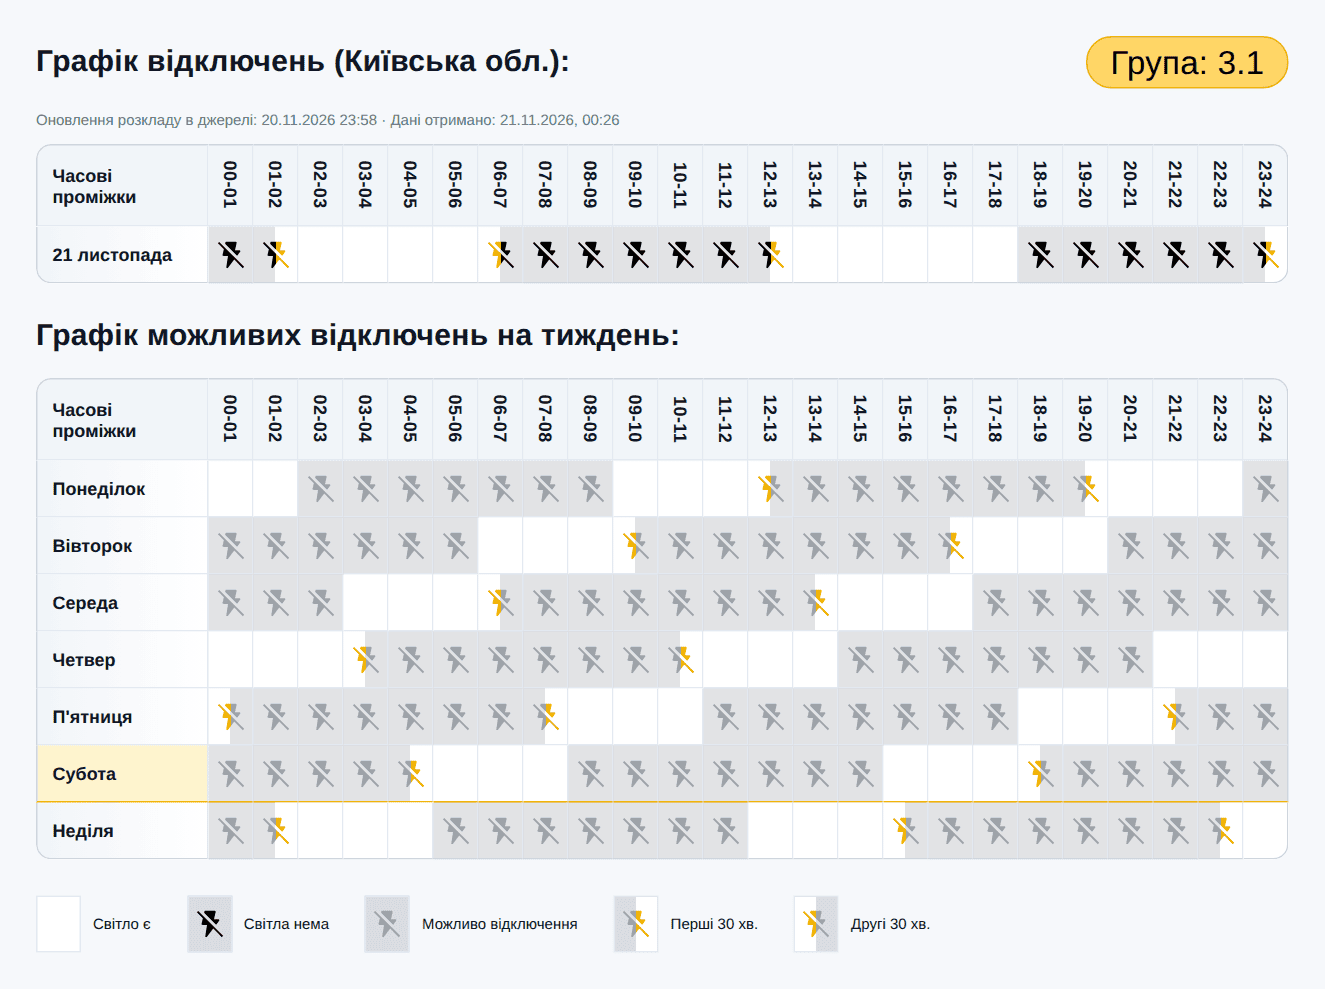 Графік відключень (Київська обл.):
Група: 3.1
Оновлення розкладу в джерелі: 20.11.2026 23:58 · Дані отримано: 21.11.2026, 00:26
Часові проміжки 00-01 01-02 02-03 03-04 04-05 05-06 06-07 07-08 08-09 09-10 10-11 11-12 12-13 13-14 14-15 15-16 16-17 17-18 18-19 19-20 20-21 21-22 22-23 23-24
21 листопада
Графік можливих відключень на тиждень:
Часові проміжки 00-01 01-02 02-03 03-04 04-05 05-06 06-07 07-08 08-09 09-10 10-11 11-12 12-13 13-14 14-15 15-16 16-17 17-18 18-19 19-20 20-21 21-22 22-23 23-24
Понеділок
Вівторок
Середа
Четвер
П'ятниця
Субота
Неділя
Світло є Світла нема Можливо відключення Перші 30 хв. Другі 30 хв.